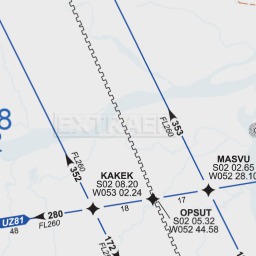 FL260
353
FL260
352
8
MASVU
S02 02.65
W052 28.10
KAKEK
S02 08.20
W053 02.24
17
18
OPSUT
S02 05.32
W052 44.58
UZ81
280
FL260
48
172